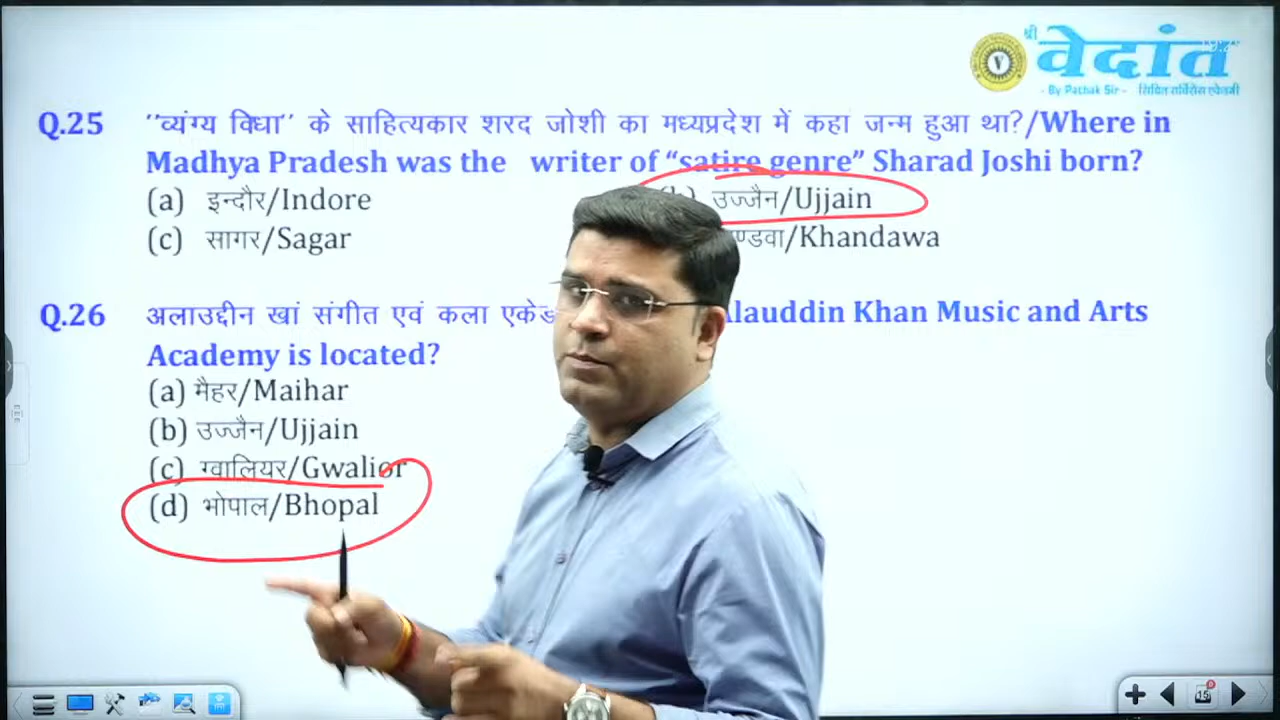 श्री
वेदांत
- By Pathak Sir - सिविल सर्विसेस एकेडमी
V
Q.25 ''व्यंग्य विधा'' के साहित्यकार शरद जोशी का मध्यप्रदेश में कहां जन्म हुआ था?/Where in
Madhya Pradesh was the writer of “satire genre” Sharad Joshi born?
(a) इन्दौर/Indore (b) उज्जैन/Ujjain
(c) सागर/Sagar /Khandawa
Q.26 अलाउद्दीन खां संगीत एवं कला Khan Music and Arts
Academy is located?
(a) मैहर/Maihar
(b) उज्जैन/Ujjain
(c) ग्वालियर/Gwalior
(d) भोपाल/Bhopal
15